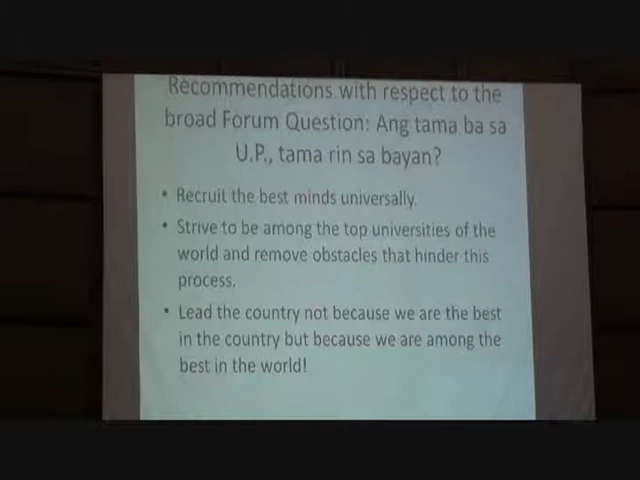 Recommendations with respect to the
broad Forum Question: Ang tama ba sa
U.P., tama rin sa bayan?
• Recruit the best minds universally.
• Strive to be among the top universities of the
world and remove obstacles that hinder this
process.
• Lead the country not because we are the best
in the country but because we are among the
best in the world!